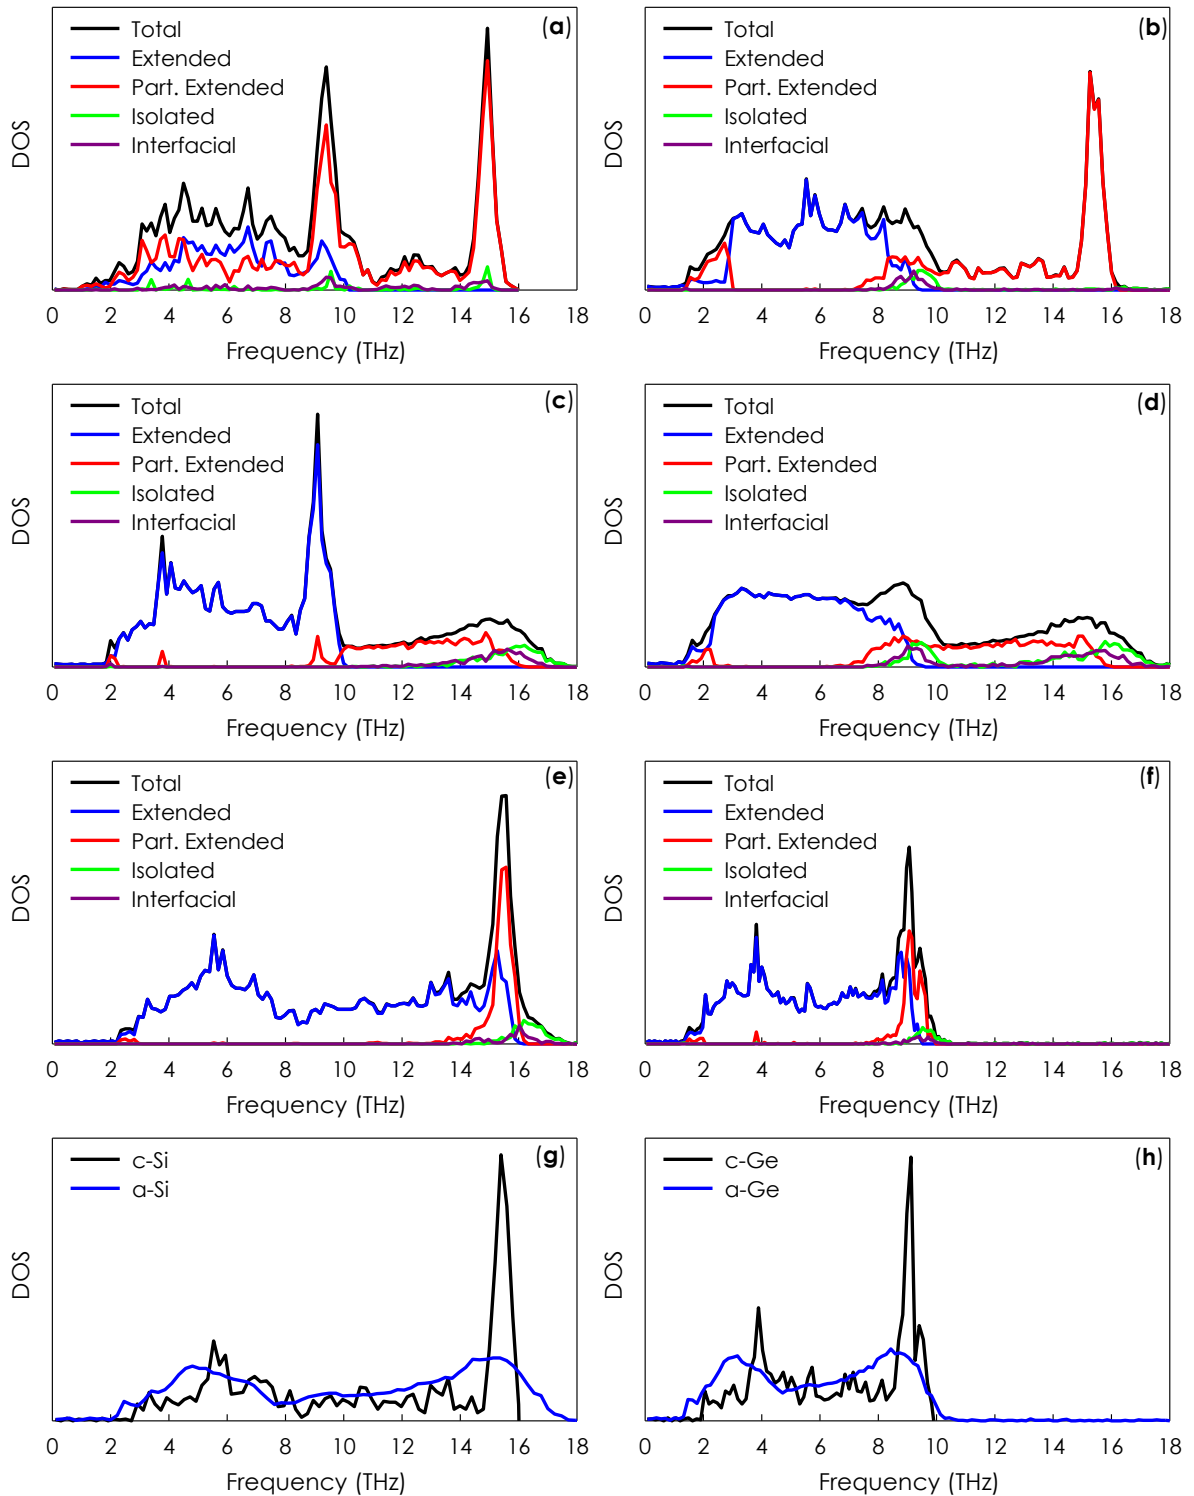 (a)
Total
Extended
Part. Extended
Isolated
Interfacial
DOS
0 2 4 6 8 10 12 14 16 18
Frequency (THz)
(b)
Total
Extended
Part. Extended
Isolated
Interfacial
DOS
0 2 4 6 8 10 12 14 16 18
Frequency (THz)
(c)
Total
Extended
Part. Extended
Isolated
Interfacial
DOS
0 2 4 6 8 10 12 14 16 18
Frequency (THz)
(d)
Total
Extended
Part. Extended
Isolated
Interfacial
DOS
0 2 4 6 8 10 12 14 16 18
Frequency (THz)
(e)
Total
Extended
Part. Extended
Isolated
Interfacial
DOS
0 2 4 6 8 10 12 14 16 18
Frequency (THz)
(f)
Total
Extended
Part. Extended
Isolated
Interfacial
DOS
0 2 4 6 8 10 12 14 16 18
Frequency (THz)
(g)
c-Si
a-Si
DOS
0 2 4 6 8 10 12 14 16 18
Frequency (THz)
(h)
c-Ge
a-Ge
DOS
0 2 4 6 8 10 12 14 16 18
Frequency (THz)